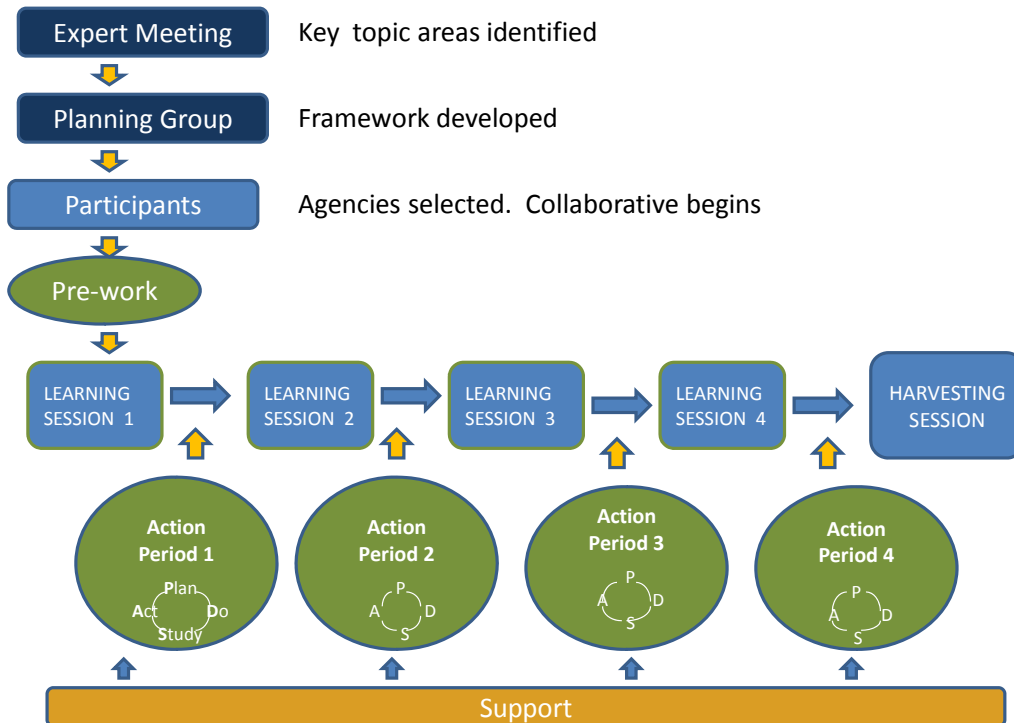 Expert Meeting
Key topic areas identified
Planning Group
Framework developed
Participants
Agencies selected. Collaborative begins
Pre-work
LEARNING
SESSION 1
LEARNING
SESSION 2
LEARNING
SESSION 3
LEARNING
SESSION 4
HARVESTING
SESSION
Action
Period 1
Plan
Act Do
Study
Action
Period 2
P
A D
S
Action
Period 3
P
A D
S
Action
Period 4
P
A D
S
Support